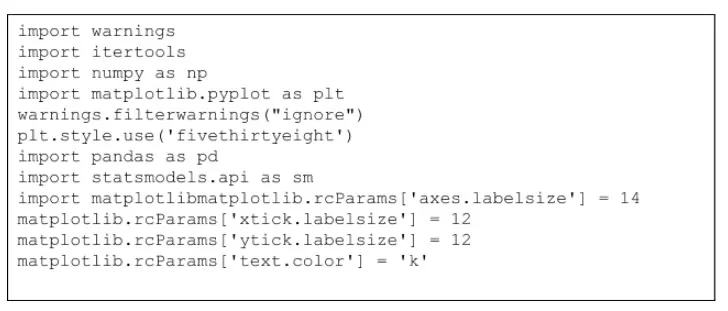 import warnings
import itertools
import numpy as np
import matplotlib.pyplot as plt
warnings.filterwarnings("ignore")
plt.style.use('fivethirtyeight')
import pandas as pd
import statsmodels.api as sm
import matplotlibmatplotlib.rcParams['axes.labelsize'] = 14
matplotlib.rcParams['xtick.labelsize'] = 12
matplotlib.rcParams['ytick.labelsize'] = 12
matplotlib.rcParams['text.color'] = 'k'